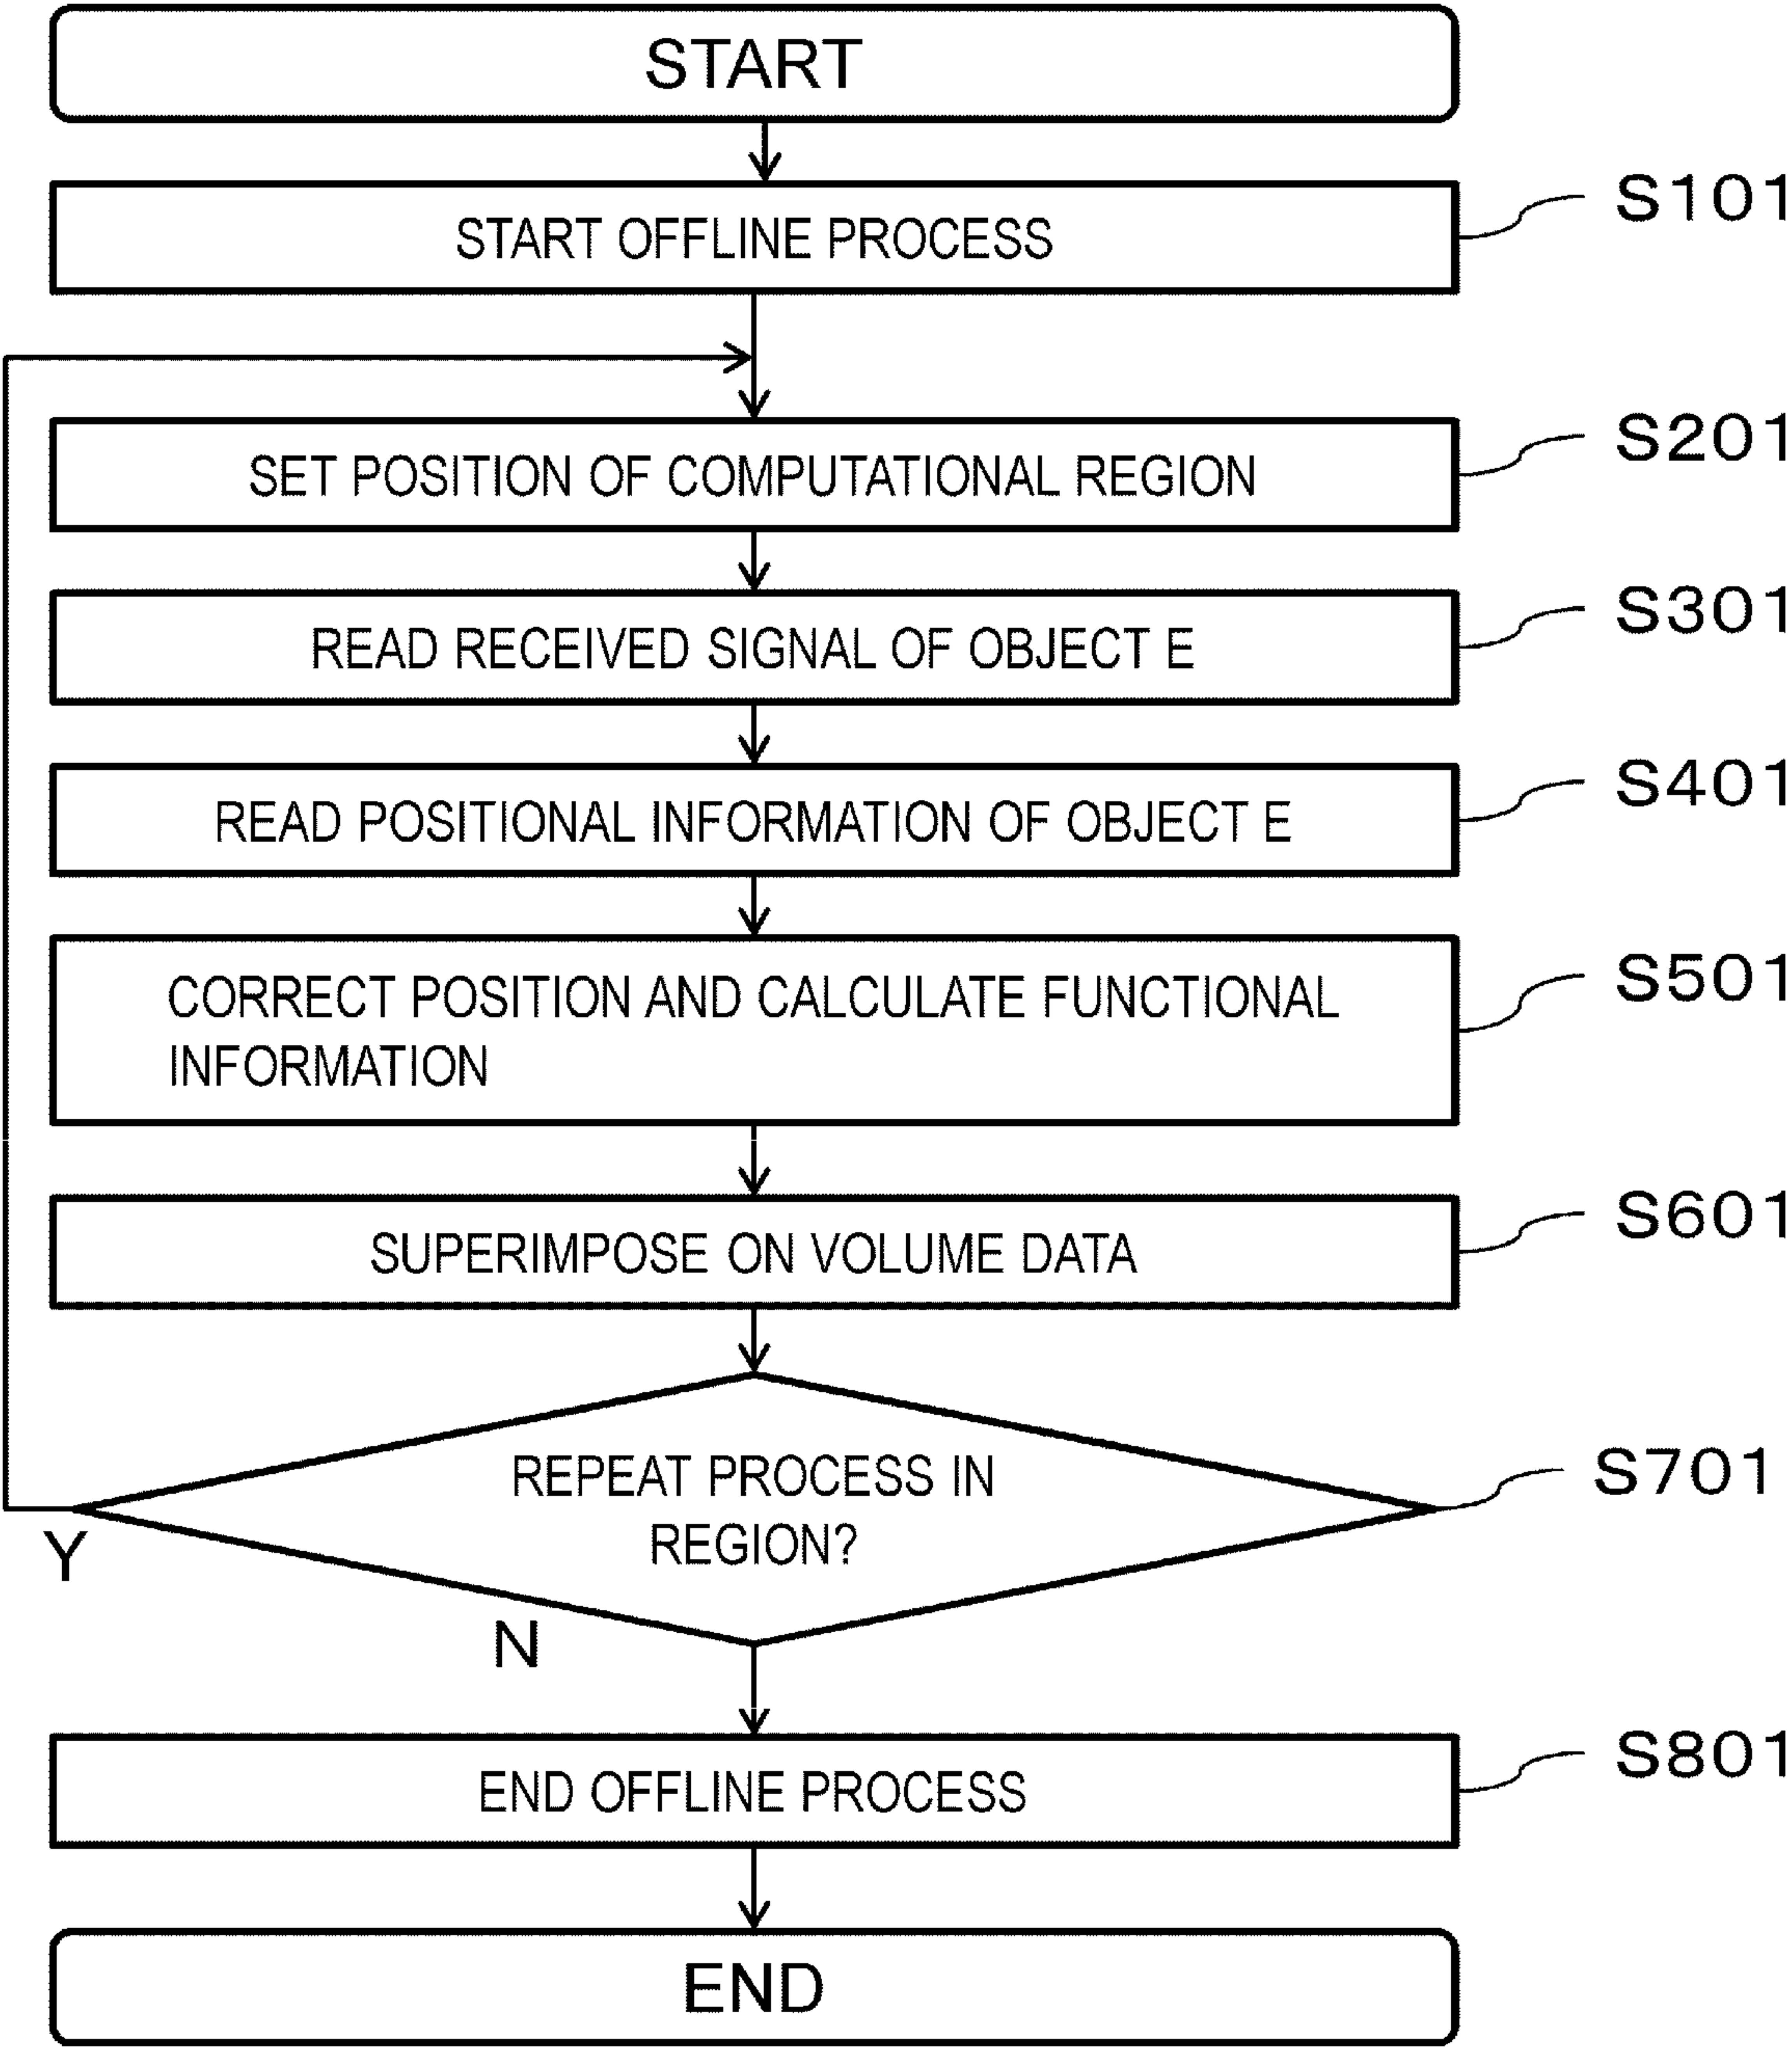 START
START OFFLINE PROCESS
S101
SET POSITION OF COMPUTATIONAL REGION
S201
READ RECEIVED SIGNAL OF OBJECT E
S301
READ POSITIONAL INFORMATION OF OBJECT E
S401
CORRECT POSITION AND CALCULATE FUNCTIONAL
INFORMATION
S501
SUPERIMPOSE ON VOLUME DATA
S601
REPEAT PROCESS IN
REGION?
S701
Y
N
END OFFLINE PROCESS
S801
END